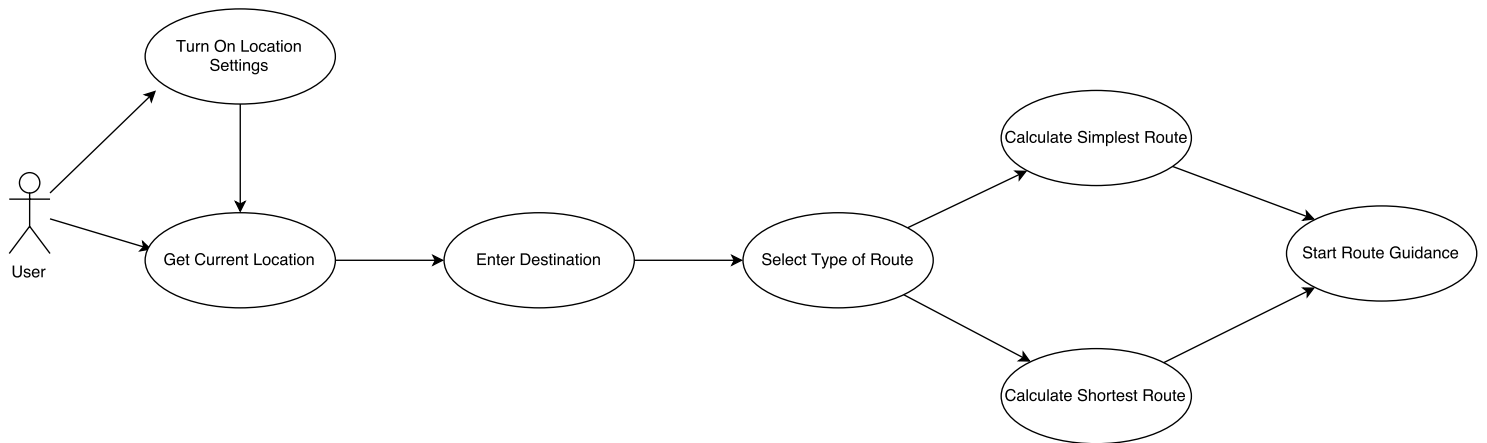 Turn On Location
Settings
User
Get Current Location
Enter Destination
Select Type of Route
Calculate Simplest Route
Calculate Shortest Route
Start Route Guidance